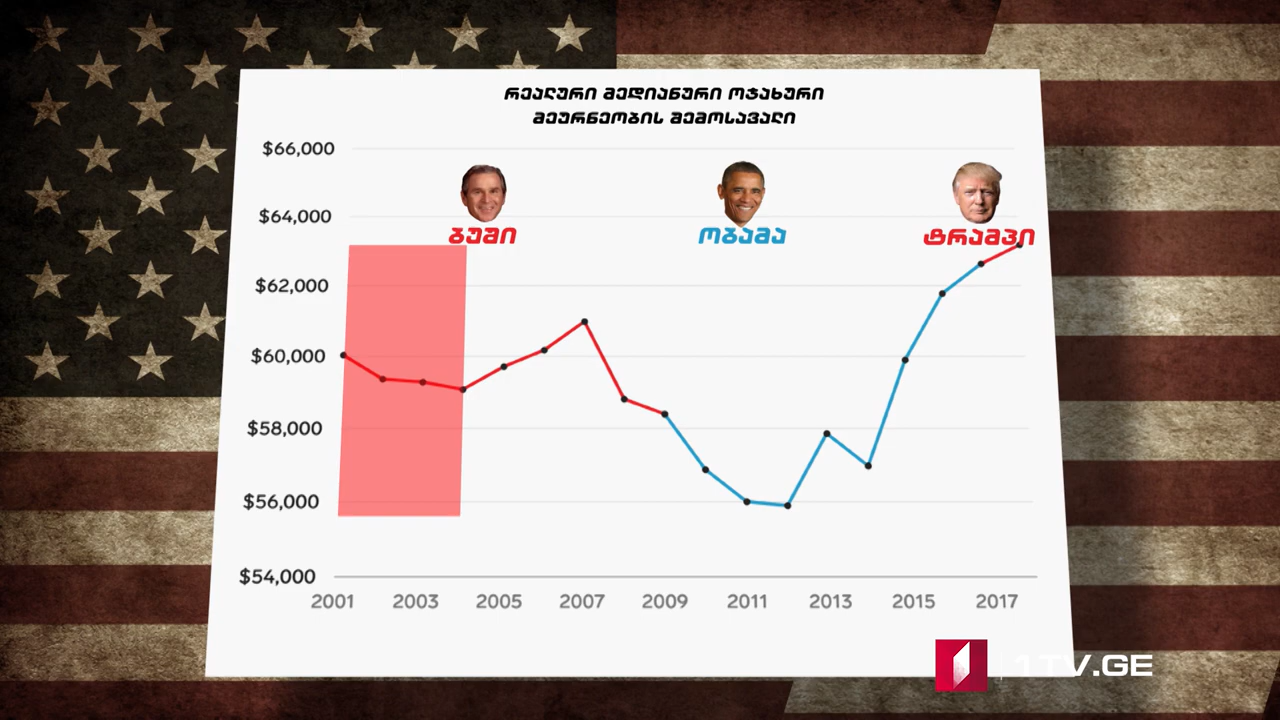 რეალური მედიანური ოჯახური
მეურნეობის შემოსავალი
$66,000
$64,000
$62,000
$60,000
$58,000
$56,000
$54,000
ბუში
ობამა
ტრამპი
2001 2003 2005 2007 2009 2011 2013 2015 2017
1TV.GE